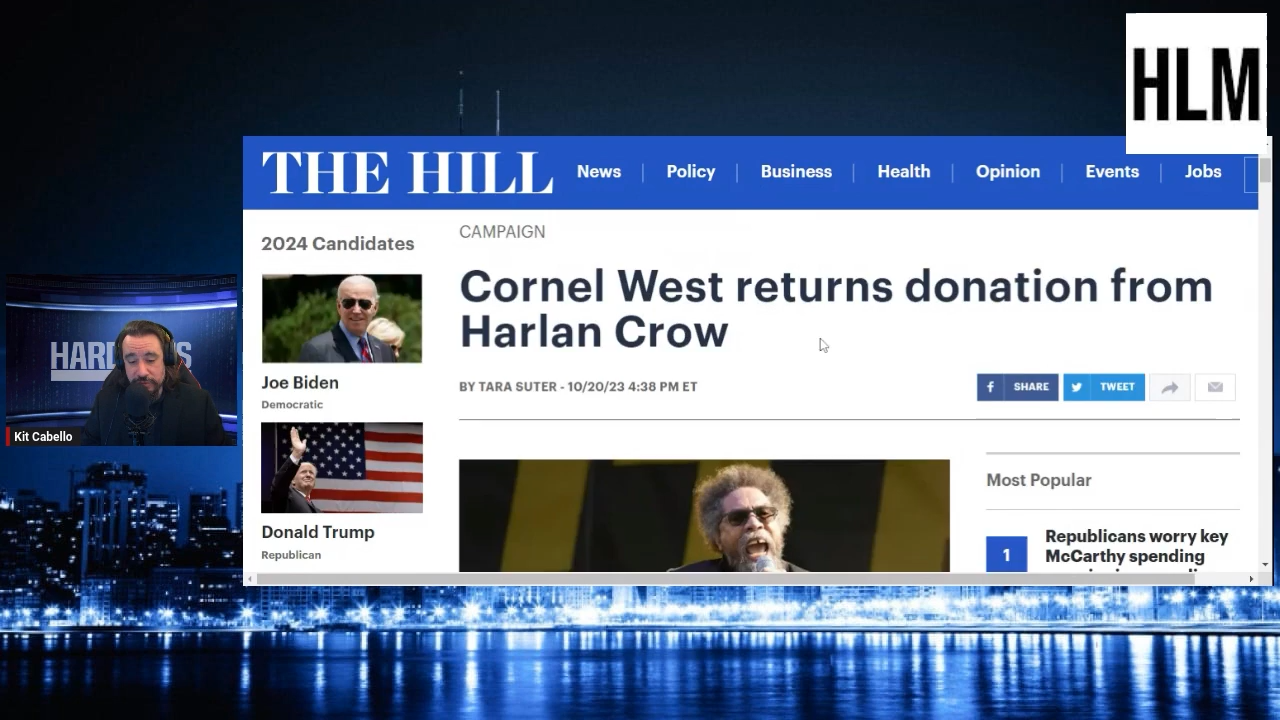 HLM
THE HILL
News
Policy
Business
Health
Opinion
Events
Jobs
2024 Candidates
Joe Biden
Democratic
Donald Trump
Republican
CAMPAIGN
Cornel West returns donation from
Harlan Crow
BY TARA SUTER - 10/20/23 4:38 PM ET
SHARE
TWEET
Most Popular
1
Republicans worry key
McCarthy spending
Kit Cabello